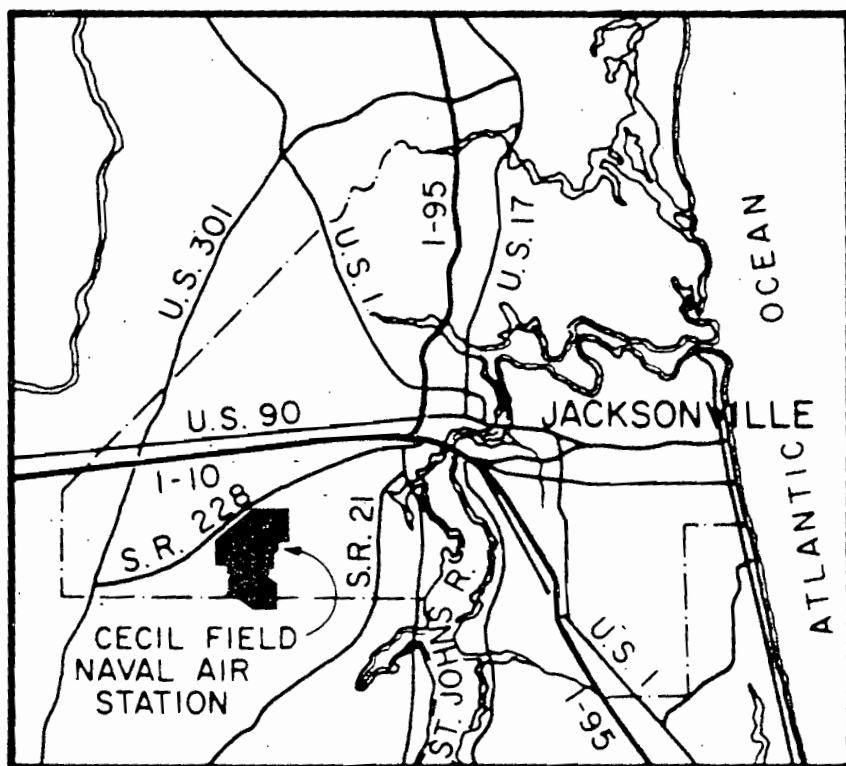 U.S. 301
U.S. 1
I-95
U.S. 17
OCEAN
U.S. 90
JACKSONVILLE
I-10
S.R. 228
S.R. 21
ATLANTIC
CECIL FIELD
NAVAL AIR
STATION
ST. JOHNS R.
U.S. 1
I-95